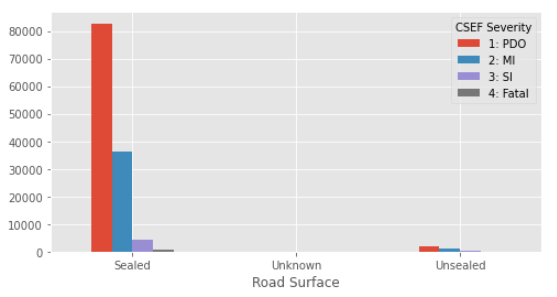 CSEF Severity
1: PDO
2: MI
3: SI
4: Fatal
80000
70000
60000
50000
40000
30000
20000
10000
0
Sealed
Unknown
Unsealed
Road Surface